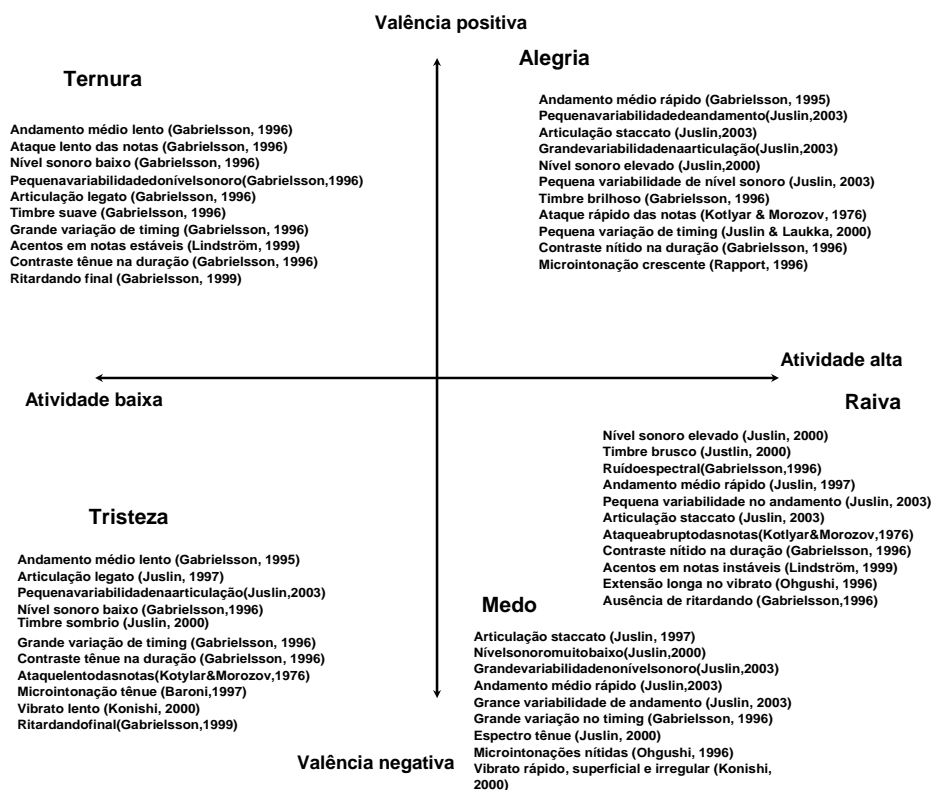 Valência positiva
Ternura
Andamento médio lento (Gabrielsson, 1996)
Ataque lento das notas (Gabrielsson, 1996)
Nível sonoro baixo (Gabrielsson, 1996)
Pequenavariabilidadedonívelsonoro(Gabrielsson,1996)
Articulação legato (Gabrielsson, 1996)
Timbre suave (Gabrielsson, 1996)
Grande variação de timing (Gabrielsson, 1996)
Acentos em notas estáveis (Lindström, 1999)
Contraste tênue na duração (Gabrielsson, 1996)
Ritardando final (Gabrielsson, 1999)
Alegria
Andamento médio rápido (Gabrielsson, 1995)
Pequenavariabilidadedeandamento(Juslin,2003)
Articulação staccato (Juslin,2003)
Grandevariabilidadenaarticulação(Juslin,2003)
Nível sonoro elevado (Juslin,2000)
Pequena variabilidade de nível sonoro (Juslin, 2003)
Timbre brilhoso (Gabrielsson, 1996)
Ataque rápido das notas (Kotlyar & Morozov, 1976)
Pequena variação de timing (Juslin & Laukka, 2000)
Contraste nítido na duração (Gabrielsson, 1996)
Microintonação crescente (Rapport, 1996)
Atividade alta
Atividade baixa
Raiva
Nível sonoro elevado (Juslin, 2000)
Timbre brusco (Justlin, 2000)
Ruídoespectral(Gabrielsson,1996)
Andamento médio rápido (Juslin, 1997)
Pequena variabilidade no andamento (Juslin, 2003)
Articulação staccato (Juslin, 2003)
Ataqueabruptodasnotas(Kotlyar&Morozov,1976)
Contraste nítido na duração (Gabrielsson, 1996)
Acentos em notas instáveis (Lindström, 1999)
Extensão longa no vibrato (Ohgushi, 1996)
Ausência de ritardando (Gabrielsson,1996)
Tristeza
Andamento médio lento (Gabrielsson, 1995)
Articulação legato (Juslin, 1997)
Pequenavariabilidadenaarticulação(Juslin,2003)
Nível sonoro baixo (Gabrielsson,1996)
Timbre sombrio (Juslin, 2000)
Grande variação de timing (Gabrielsson, 1996)
Contraste tênue na duração (Gabrielsson, 1996)
Ataquelentodasnotas(Kotylar&Morozov,1976)
Microintonação tênue (Baroni,1997)
Vibrato lento (Konishi, 2000)
Ritardandofinal(Gabrielsson,1999)
Medo
Articulação staccato (Juslin, 1997)
Nívelsonoromuitobaixo(Juslin,2000)
Grandevariabilidadenonívelsonoro(Juslin,2003)
Andamento médio rápido (Juslin,2003)
Grance variabilidade de andamento (Juslin, 2003)
Grande variação no timing (Gabrielsson, 1996)
Espectro tênue (Juslin, 2000)
Microintonações nítidas (Ohgushi, 1996)
Vibrato rápido, superficial e irregular (Konishi,
2000)
Valência negativa